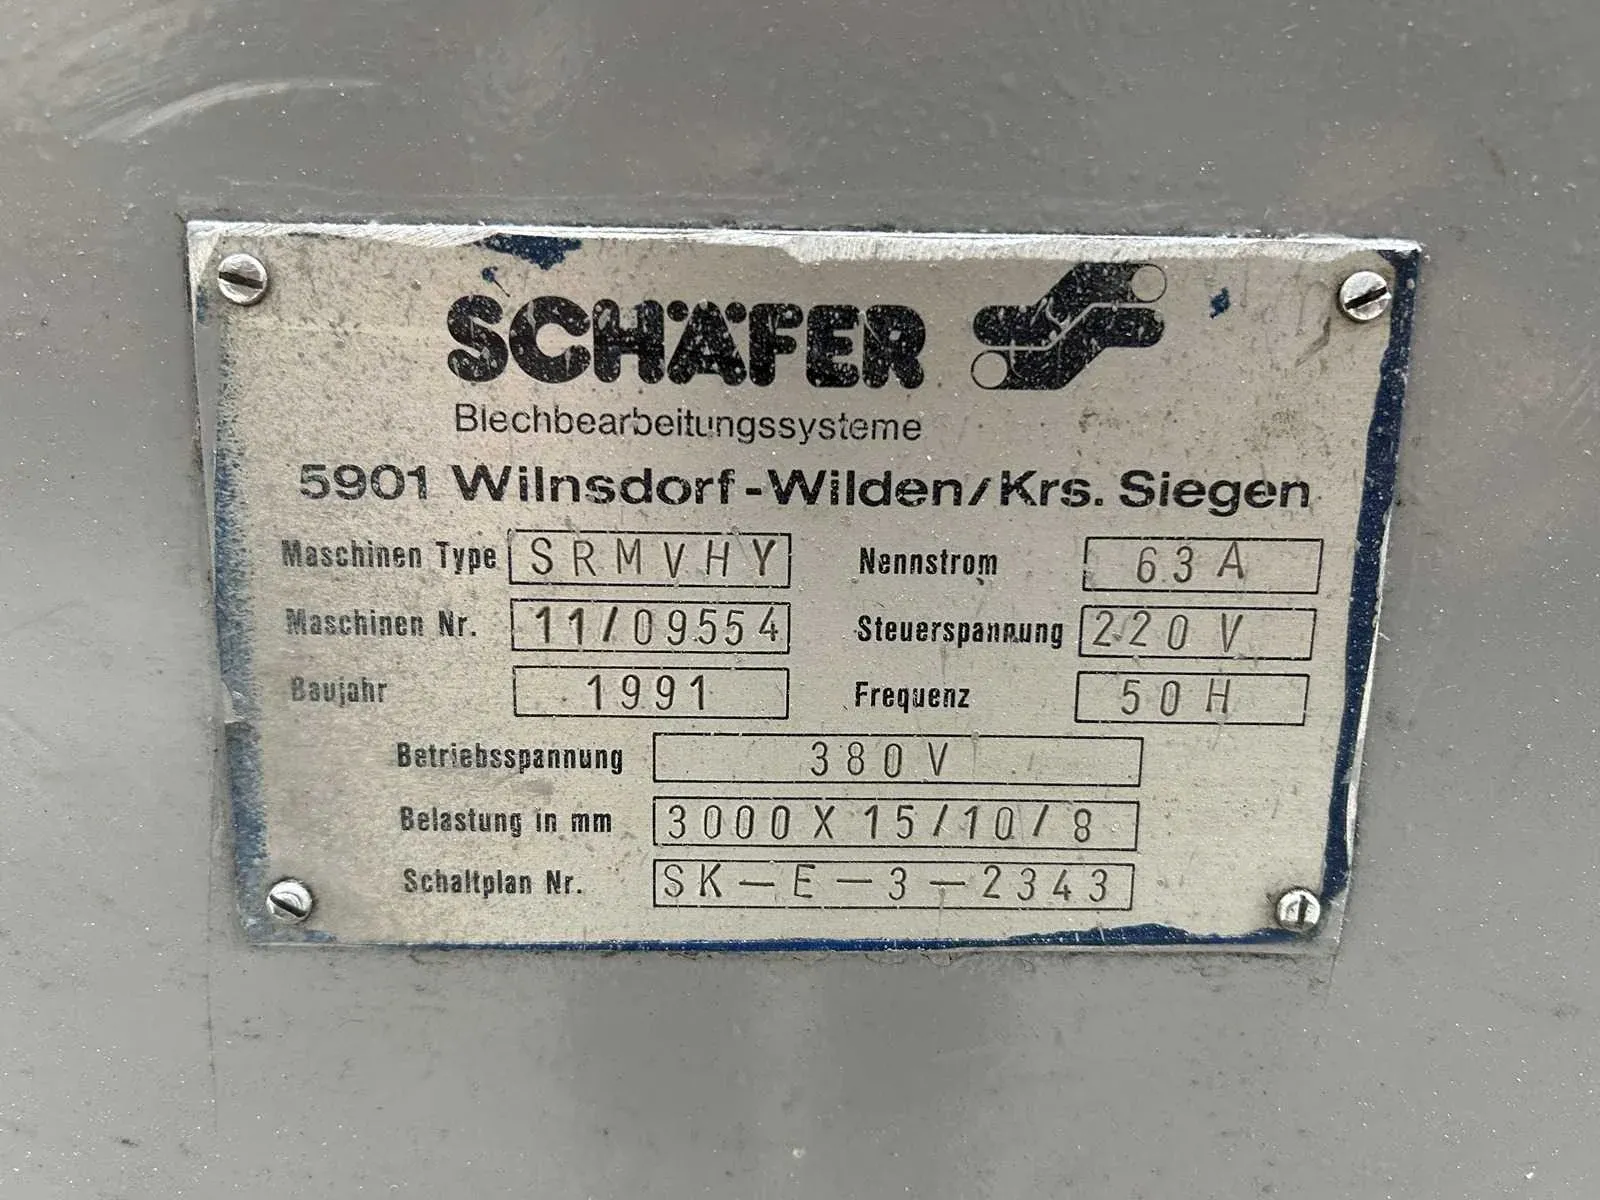 SCHÄFER
Blechbearbeitungssysteme
5901 Wilnsdorf-Wilden/Krs. Siegen
Maschinen Type SRMVHY Nennstrom 63A
Maschinen Nr. 11/09554 Steuerspannung 220V
Baujahr 1991 Frequenz 50H
Betriebsspannung 380V
Belastung in mm 3000X15/10/8
Schaltplan Nr. SK-E-3-2343